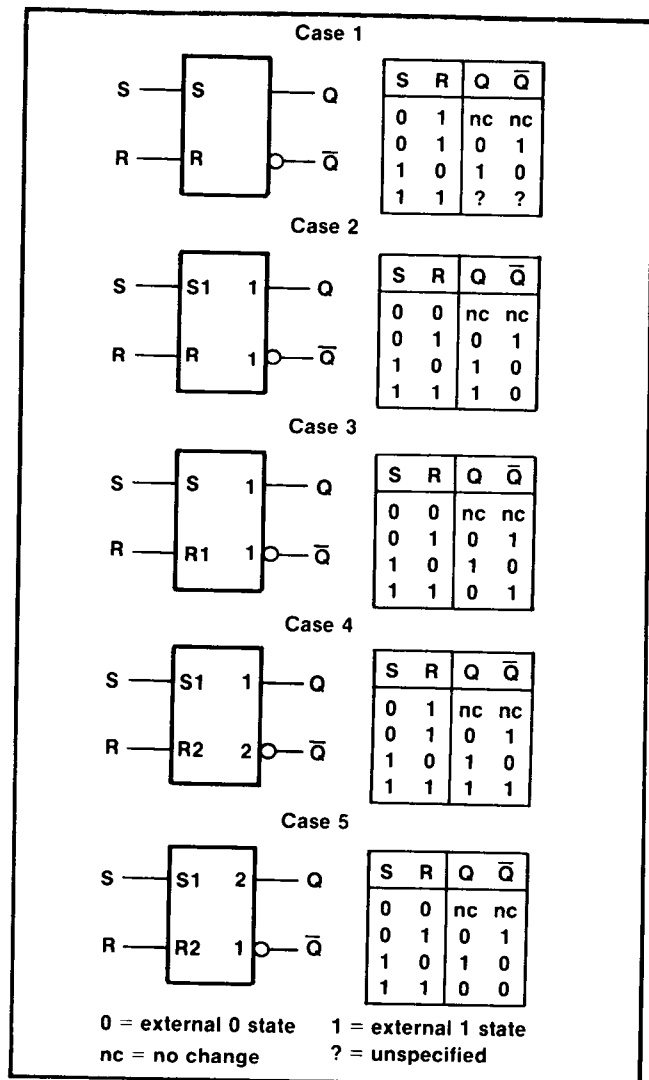 Case 1
S S Q
R R Q̅
S R Q Q̅
0 1 nc nc
0 1 0 1
1 0 1 0
1 1 ? ?
Case 2
S S1 1 Q
R R 1 Q̅
S R Q Q̅
0 0 nc nc
0 1 0 1
1 0 1 0
1 1 1 0
Case 3
S S 1 Q
R R1 1 Q̅
S R Q Q̅
0 0 nc nc
0 1 0 1
1 0 1 0
1 1 0 1
Case 4
S S1 1 Q
R R2 2 Q̅
S R Q Q̅
0 1 nc nc
0 1 0 1
1 0 1 0
1 1 1 1
Case 5
S S1 2 Q
R R2 1 Q̅
S R Q Q̅
0 0 nc nc
0 1 0 1
1 0 1 0
1 1 0 0
0 = external 0 state 1 = external 1 state
nc = no change ? = unspecified